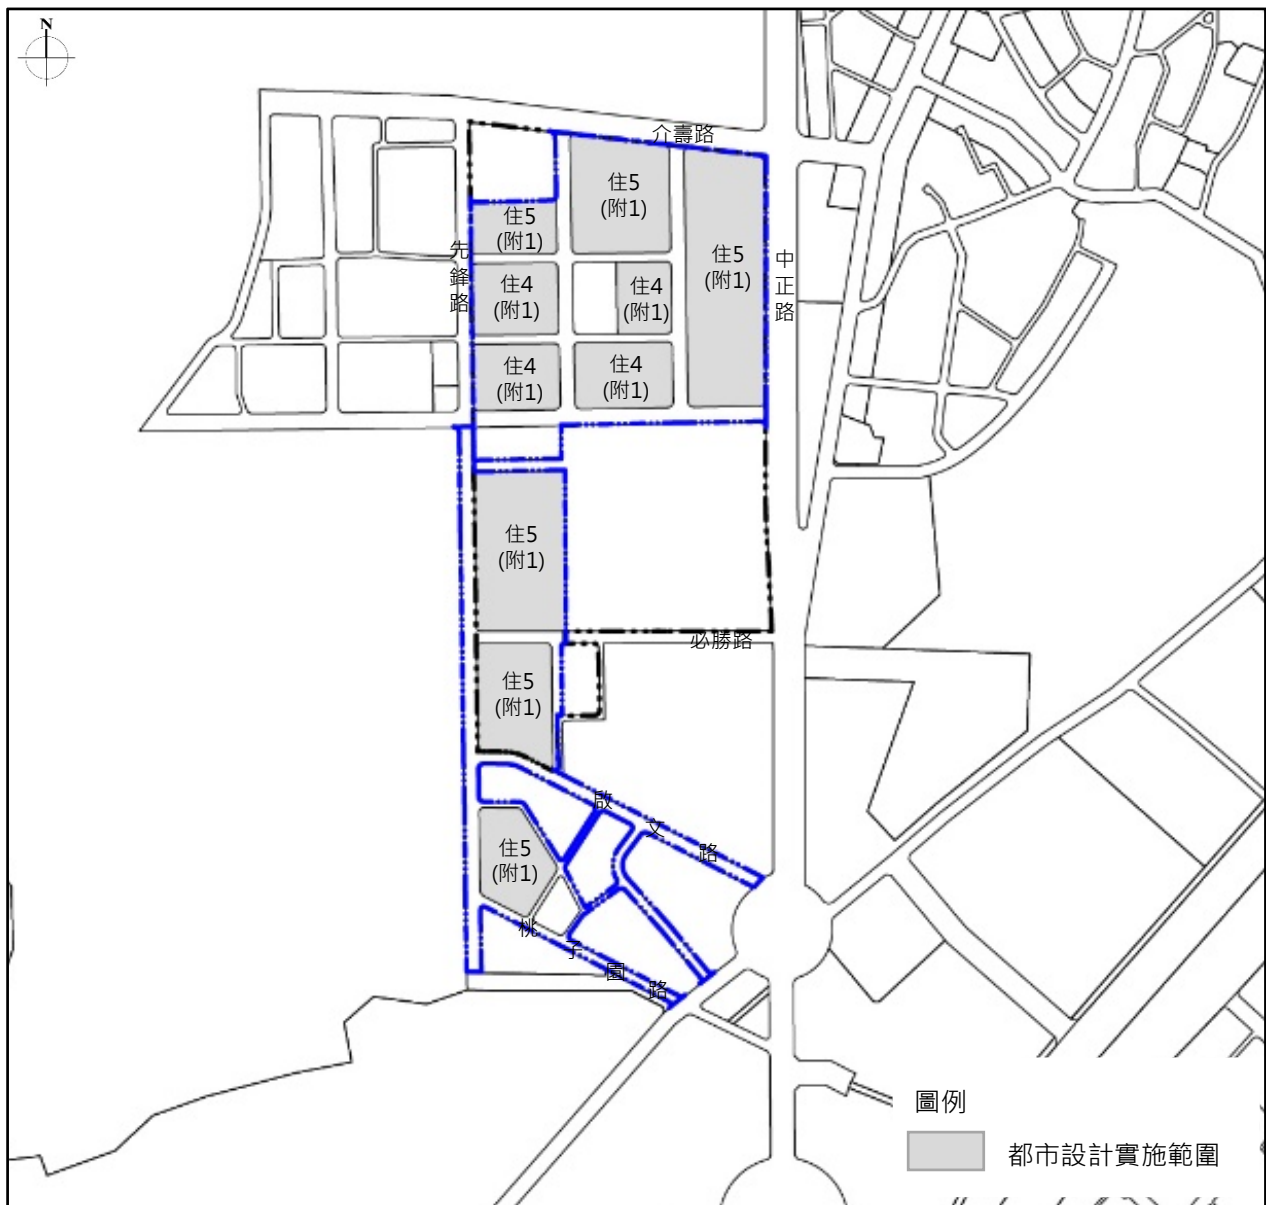 N
介壽路
住5
(附1)
住5
(附1)
住5
(附1)
先鋒路
中正路
住4
(附1)
住4
(附1)
住4
(附1)
住4
(附1)
住5
(附1)
必勝路
住5
(附1)
啟文路
住5
(附1)
桃子園路
圖例
都市設計實施範圍